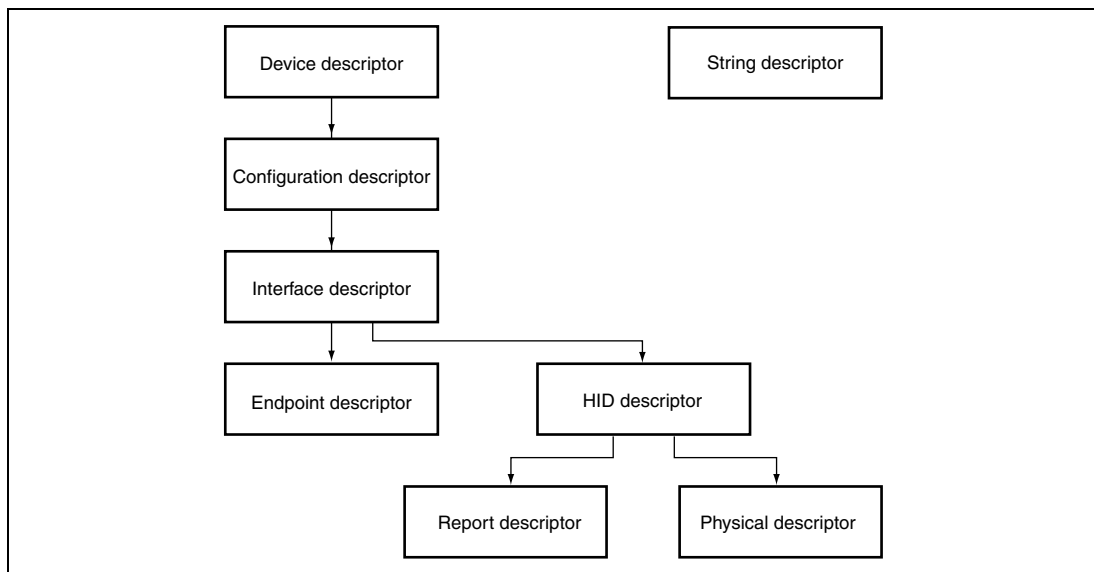 Device descriptor
String descriptor
Configuration descriptor
Interface descriptor
Endpoint descriptor
HID descriptor
Report descriptor
Physical descriptor